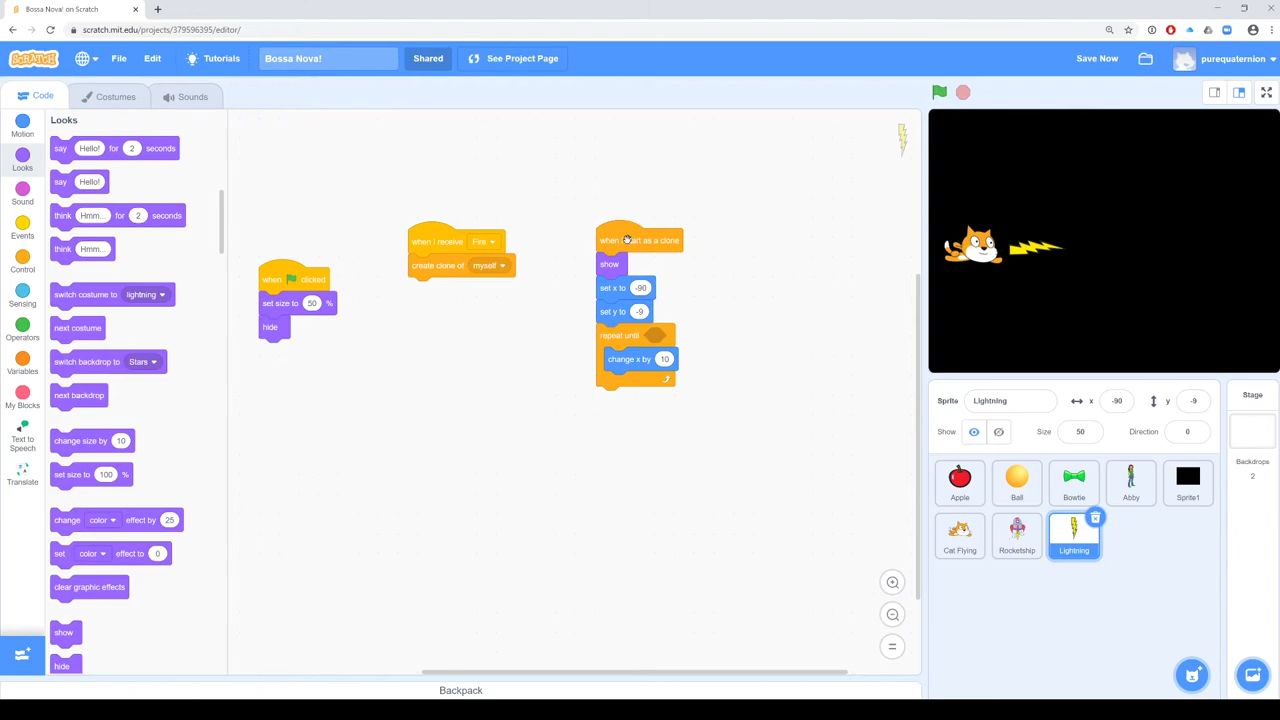 Bossa Nova! on Scratch
scratch.mit.edu/projects/379596395/editor/
SCRATCH File Edit Tutorials Bossa Nova! Shared See Project Page Save Now purequaternion
Code Costumes Sounds
Motion
Looks
Sound
Events
Control
Sensing
Operators
Variables
My Blocks
Text to
Speech
Translate
Looks
say Hello! for 2 seconds
say Hello!
think Hmm... for 2 seconds
think Hmm...
switch costume to lightning
next costume
switch backdrop to Stars
next backdrop
change size by 10
set size to 100 %
change color effect by 25
set color effect to 0
clear graphic effects
show
hide
when clicked
set size to 50 %
hide
when I receive Fire
create clone of myself
when I start as a clone
show
set x to -90
set y to -9
repeat until
change x by 10
Backpack
Sprite Lightning x -90 y -9
Show Size 50 Direction 0
Apple Ball Bowtie Abby Sprite1
Cat Flying Rocketship Lightning
Stage
Backdrops
2